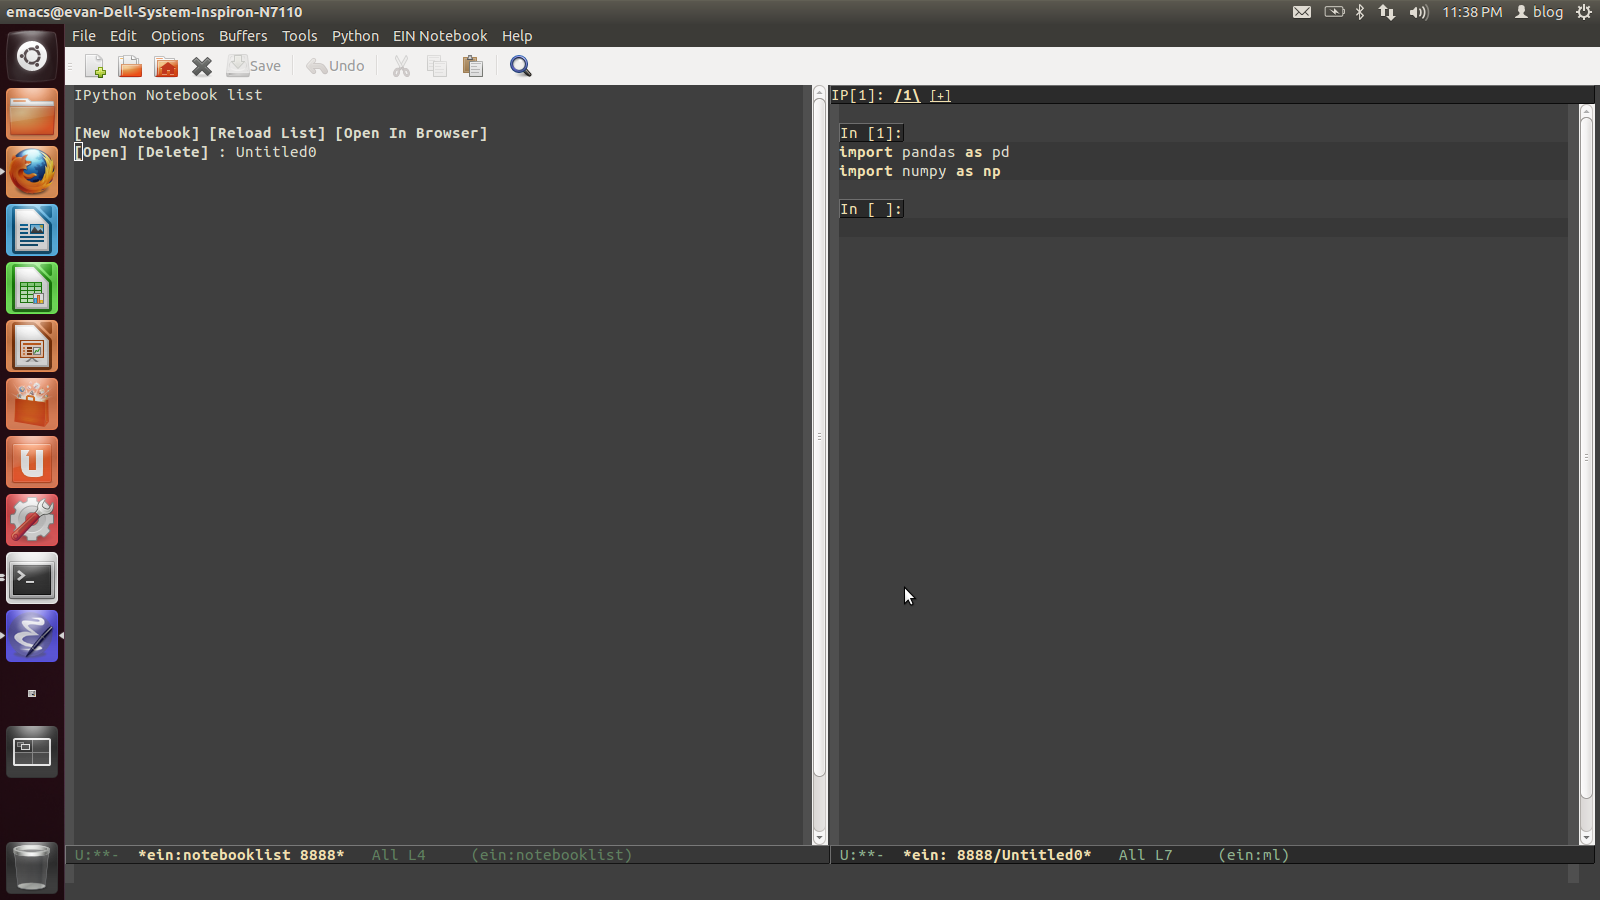 emacs@evan-Dell-System-Inspiron-N7110
11:38 PM blog
File Edit Options Buffers Tools Python EIN Notebook Help
Save Undo
IPython Notebook list
[New Notebook] [Reload List] [Open In Browser]
[Open] [Delete] : Untitled0
U:**- *ein:notebooklist 8888* All L4 (ein:notebooklist)
IP[1]: /1\ [+]
In [1]:
import pandas as pd
import numpy as np
In [ ]:
U:**- *ein: 8888/Untitled0* All L7 (ein:ml)